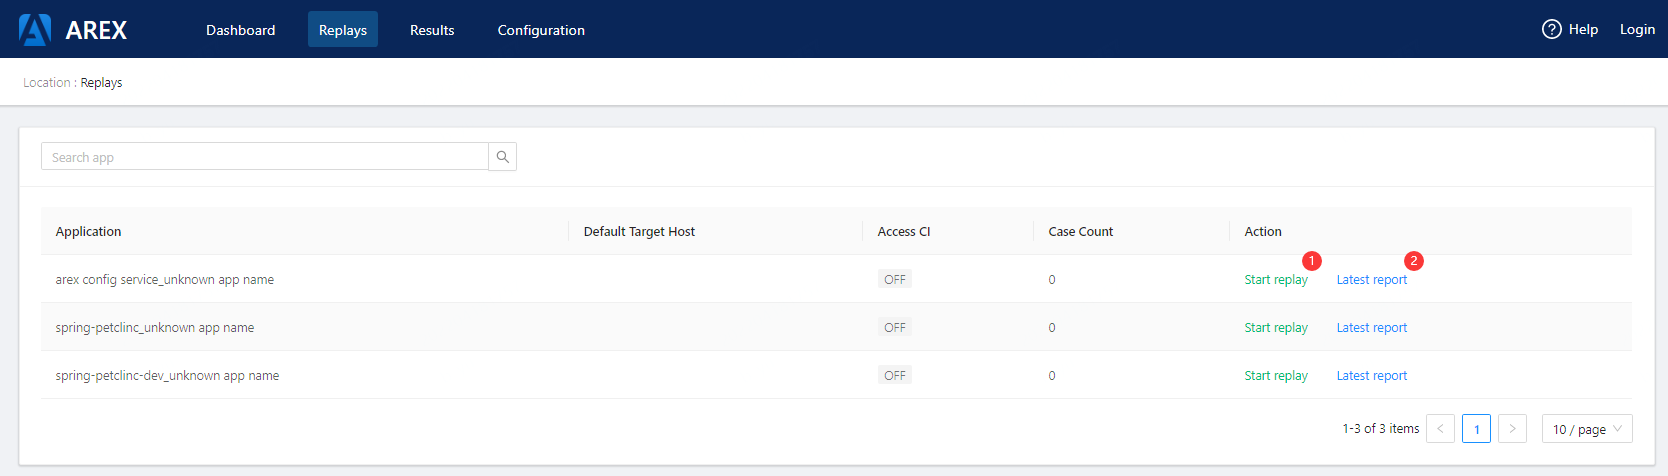 AREX Dashboard Replays Results Configuration Help Login
Location : Replays
Search app
Application Default Target Host Access CI Case Count Action
1 2
arex config service_unknown app name OFF 0 Start replay Latest report
spring-petclinc_unknown app name OFF 0 Start replay Latest report
spring-petclinc-dev_unknown app name OFF 0 Start replay Latest report
1-3 of 3 items < 1 > 10 / page